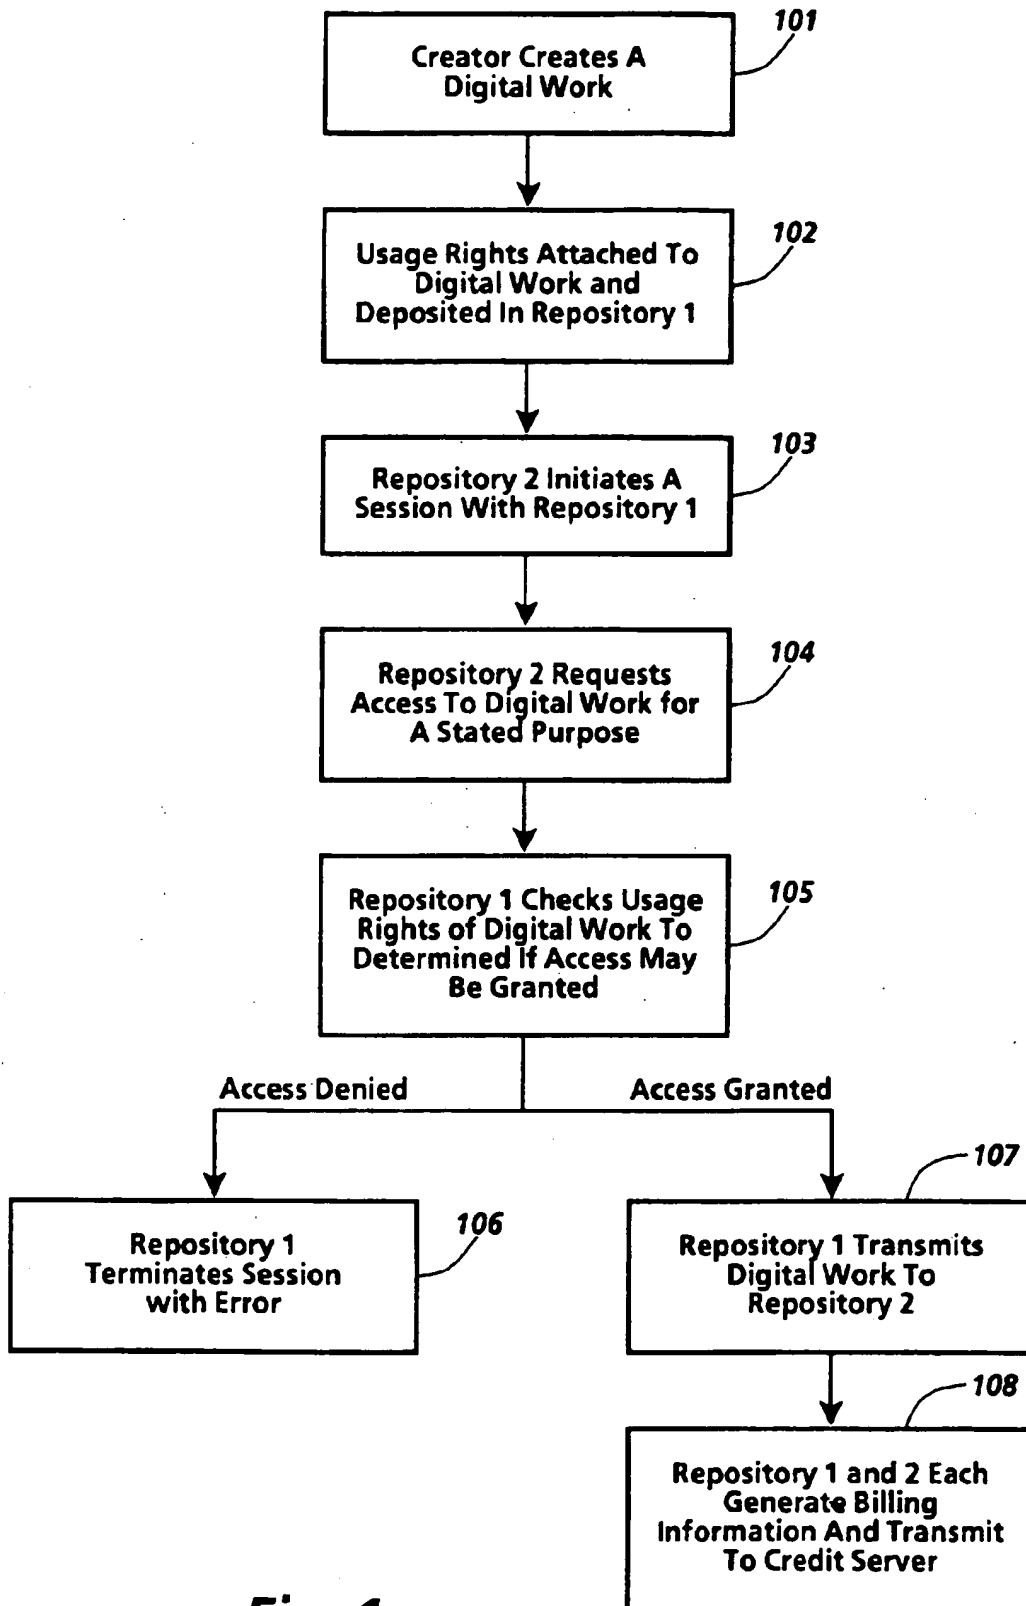 101
Creator Creates A
Digital Work
102
Usage Rights Attached To
Digital Work and
Deposited In Repository 1
103
Repository 2 Initiates A
Session With Repository 1
104
Repository 2 Requests
Access To Digital Work for
A Stated Purpose
105
Repository 1 Checks Usage
Rights of Digital Work To
Determined If Access May
Be Granted
Access Denied
Access Granted
106
Repository 1
Terminates Session
with Error
107
Repository 1 Transmits
Digital Work To
Repository 2
108
Repository 1 and 2 Each
Generate Billing
Information And Transmit
To Credit Server